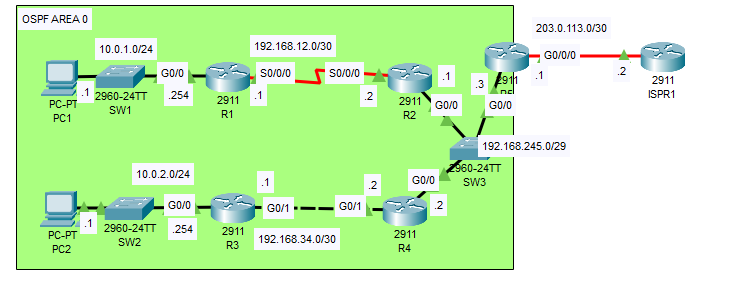 OSPF AREA 0
203.0.113.0/30
10.0.1.0/24
192.168.12.0/30
G0/0/0
G0/0
S0/0/0
S0/0/0
.1
.1
.2
.3
.1
.254
.1
.2
G0/0
G0/0
PC-PT
PC1
2960-24TT
SW1
2911
R1
2911
R2
2911
2911
ISPR1
192.168.245.0/29
10.0.2.0/24
2960-24TT
SW3
G0/0
.1
.2
G0/0
G0/1
G0/1
.2
.1
.254
PC-PT
PC2
2960-24TT
SW2
2911
R3
192.168.34.0/30
2911
R4